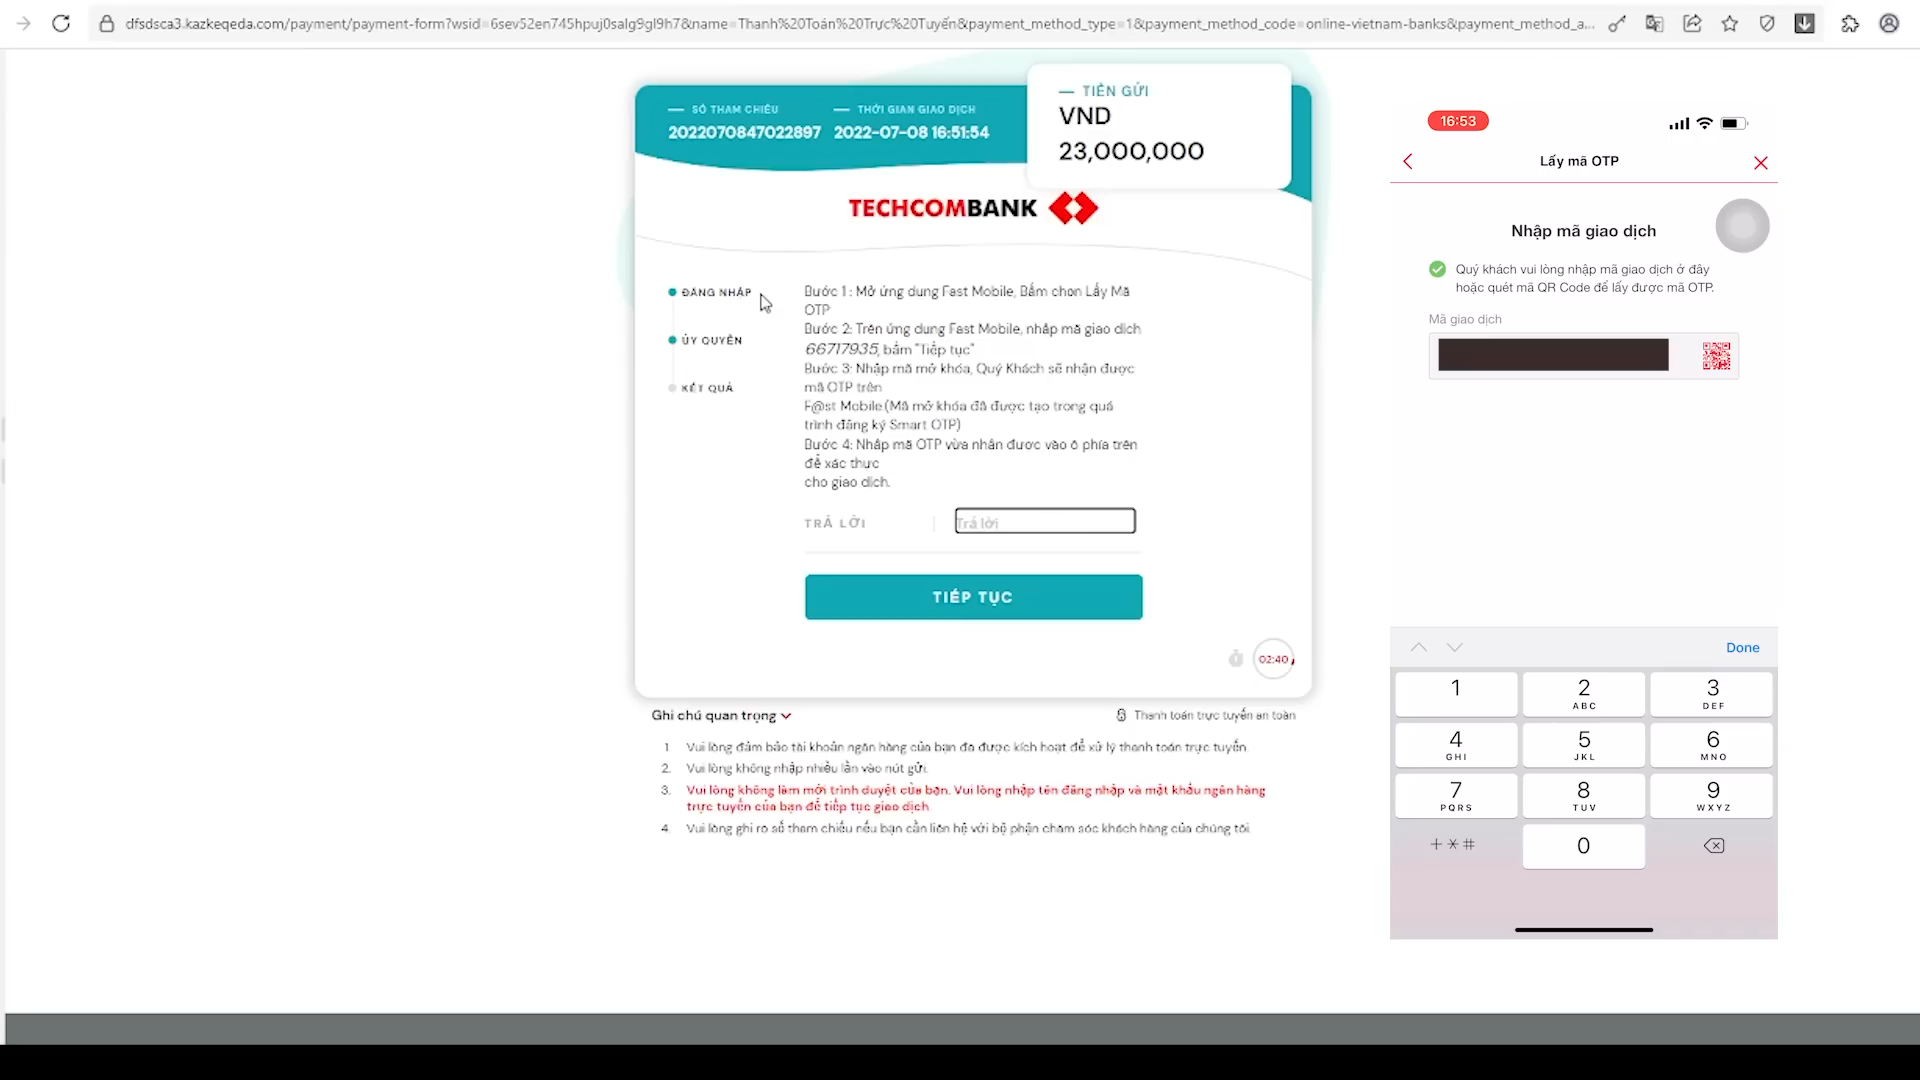 dfsdsca3.kazkeqeda.com/payment/payment-form?wsid=6sev52en745hpuj0salg9gl9h7&name=Thanh%20Toán%20Trực%20Tuyến&payment_method_type=1&payment_method_code=online-vietnam-banks&payment_method_a...
SỐ THAM CHIẾU
THỜI GIAN GIAO DỊCH
2022070847022897
2022-07-08 16:51:54
TIỀN GỬI
VND
23,000,000
TECHCOMBANK
ĐĂNG NHẬP
ỦY QUYỀN
KẾT QUẢ
Bước 1 : Mở ứng dụng Fast Mobile, Bấm chọn Lấy Mã
OTP
Bước 2: Trên ứng dụng Fast Mobile, nhập mã giao dịch
66717935, bấm "Tiếp tục"
Bước 3: Nhập mã mở khóa, Quý Khách sẽ nhận được
mã OTP trên
F@st Mobile (Mã mở khóa đã được tạo trong quá
trình đăng ký Smart OTP)
Bước 4: Nhập mã OTP vừa nhận được vào ô phía trên
để xác thực
cho giao dịch.
TRẢ LỜI
Trả lời
TIẾP TỤC
02:40
Ghi chú quan trọng
Thanh toán trực tuyến an toàn
1. Vui lòng đảm bảo tài khoản ngân hàng của bạn đã được kích hoạt để xử lý thanh toán trực tuyến.
2. Vui lòng không nhập nhiều lần vào nút gửi.
3. Vui lòng không làm mới trình duyệt của bạn. Vui lòng nhập tên đăng nhập và mật khẩu ngân hàng
trực tuyến của bạn để tiếp tục giao dịch.
4. Vui lòng ghi rõ số tham chiếu nếu bạn cần liên hệ với bộ phận chăm sóc khách hàng của chúng tôi.
16:53
Lấy mã OTP
Nhập mã giao dịch
Quý khách vui lòng nhập mã giao dịch ở đây
hoặc quét mã QR Code để lấy được mã OTP.
Mã giao dịch
Done
1
2
3
ABC
DEF
4
5
6
GHI
JKL
MNO
7
8
9
PQRS
TUV
WXYZ
+*#
0